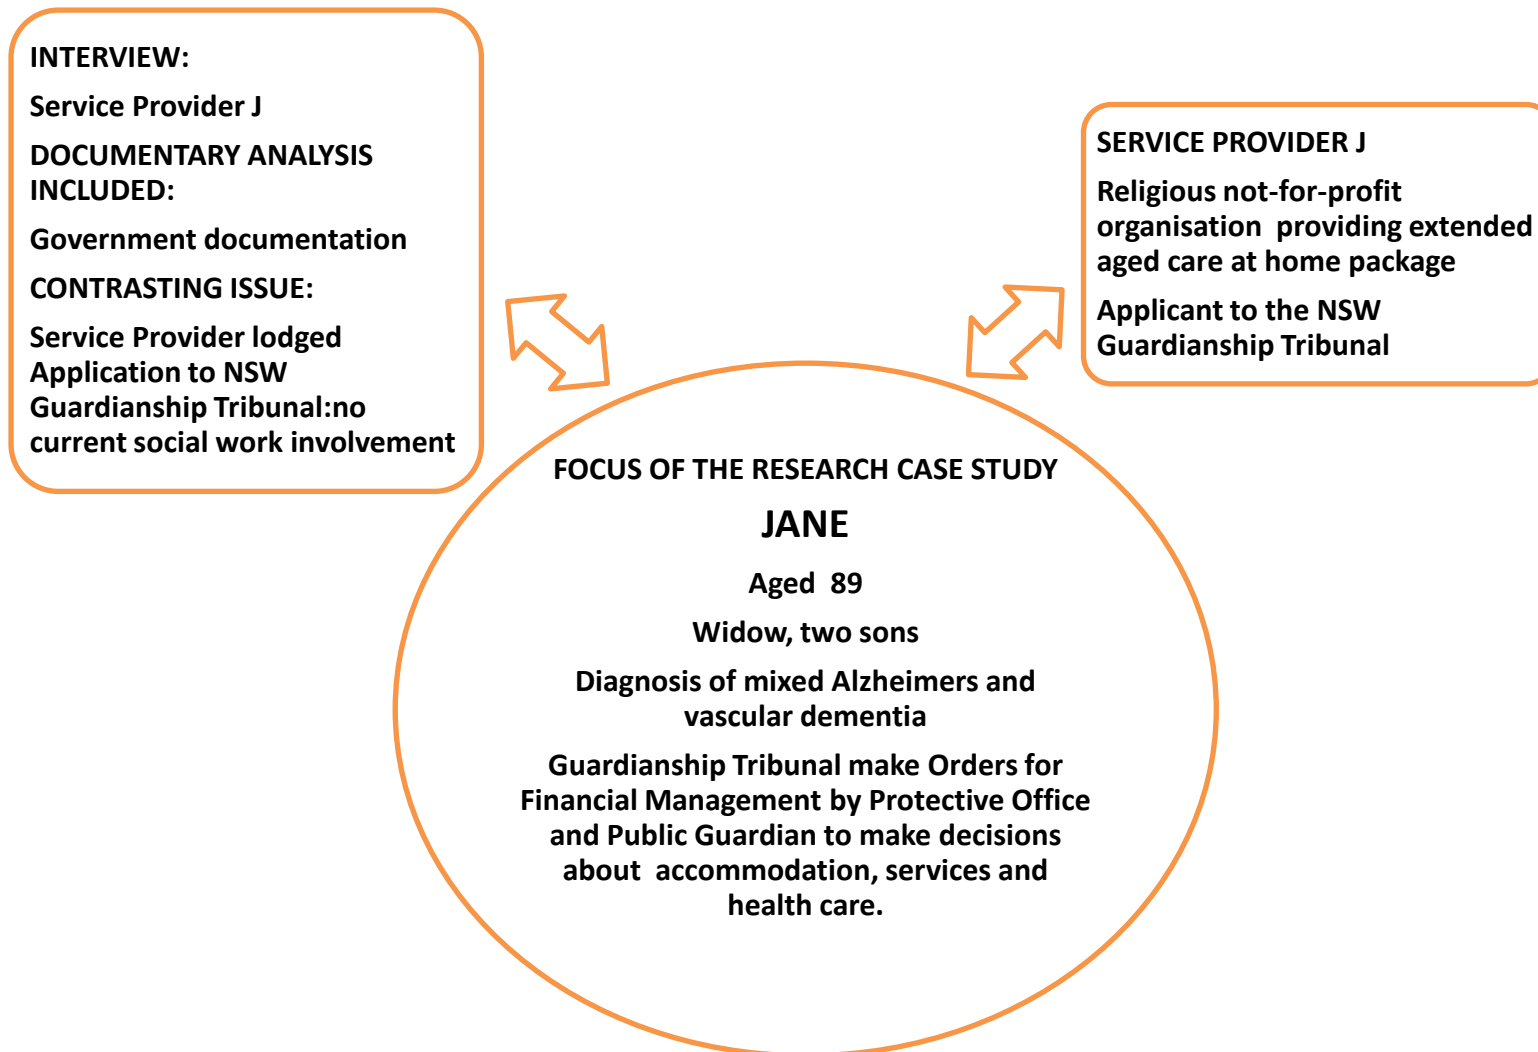 INTERVIEW:
Service Provider J
DOCUMENTARY ANALYSIS
INCLUDED:
Government documentation
CONTRASTING ISSUE:
Service Provider lodged
Application to NSW
Guardianship Tribunal:no
current social work involvement
SERVICE PROVIDER J
Religious not-for-profit
organisation providing extended
aged care at home package
Applicant to the NSW
Guardianship Tribunal
FOCUS OF THE RESEARCH CASE STUDY
JANE
Aged 89
Widow, two sons
Diagnosis of mixed Alzheimers and
vascular dementia
Guardianship Tribunal make Orders for
Financial Management by Protective Office
and Public Guardian to make decisions
about accommodation, services and
health care.